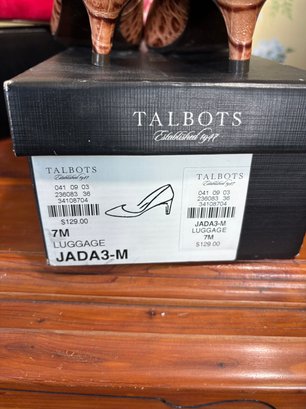 TALBOTS
Established 1947
TALBOTS
Established 1947
041 09 03
236083 36
34108704
$129.00
7M
LUGGAGE
JADA3-M
TALBOTS
Established 1947
041 09 03
236083 36
34108704
JADA3-M
LUGGAGE
7M
$129.00